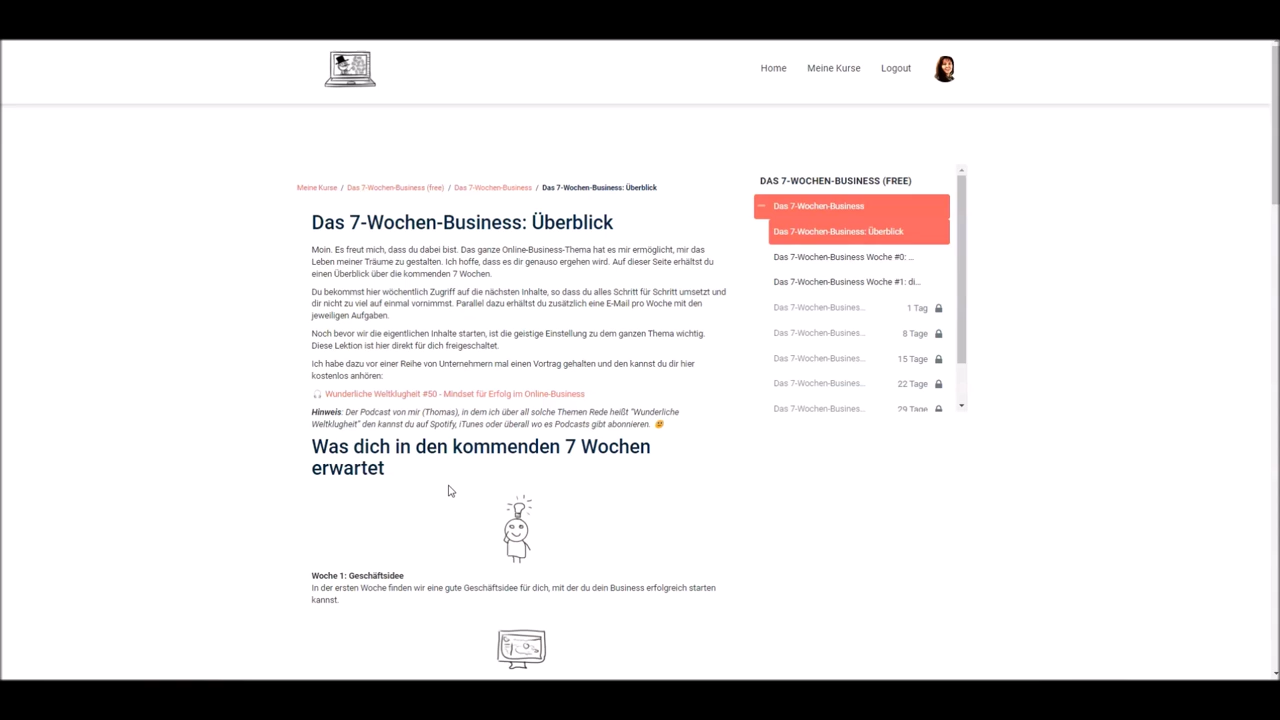 Home Meine Kurse Logout
Meine Kurse / Das 7-Wochen-Business (free) / Das 7-Wochen-Business / Das 7-Wochen-Business: Überblick
Das 7-Wochen-Business: Überblick
Moin. Es freut mich, dass du dabei bist. Das ganze Online-Business-Thema hat es mir ermöglicht, mir das
Leben meiner Träume zu gestalten. Ich hoffe, dass es dir genauso ergehen wird. Auf dieser Seite erhältst du
einen Überblick über die kommenden 7 Wochen.
Du bekommst hier wöchentlich Zugriff auf die nächsten Inhalte, so dass du alles Schritt für Schritt umsetzt und
dir nicht zu viel auf einmal vornimmst. Parallel dazu erhältst du zusätzlich eine E-Mail pro Woche mit den
jeweiligen Aufgaben.
Noch bevor wir die eigentlichen Inhalte starten, ist die geistige Einstellung zu dem ganzen Thema wichtig.
Diese Lektion ist hier direkt für dich freigeschaltet.
Ich habe dazu vor einer Reihe von Unternehmern mal einen Vortrag gehalten und den kannst du dir hier
kostenlos anhören:
🎧 Wunderliche Weltklugheit #50 - Mindset für Erfolg im Online-Business
Hinweis: Der Podcast von mir (Thomas), in dem ich über all solche Themen Rede heißt "Wunderliche
Weltklugheit" den kannst du auf Spotify, iTunes oder überall wo es Podcasts gibt abonnieren. 🙂
Was dich in den kommenden 7 Wochen
erwartet
Woche 1: Geschäftsidee
In der ersten Woche finden wir eine gute Geschäftsidee für dich, mit der du dein Business erfolgreich starten
kannst.
DAS 7-WOCHEN-BUSINESS (FREE)
Das 7-Wochen-Business
Das 7-Wochen-Business: Überblick
Das 7-Wochen-Business Woche #0: ...
Das 7-Wochen-Business Woche #1: di...
Das 7-Wochen-Busines... 1 Tag
Das 7-Wochen-Busines... 8 Tage
Das 7-Wochen-Busines... 15 Tage
Das 7-Wochen-Busines... 22 Tage
Das 7-Wochen-Busines... 29 Tage